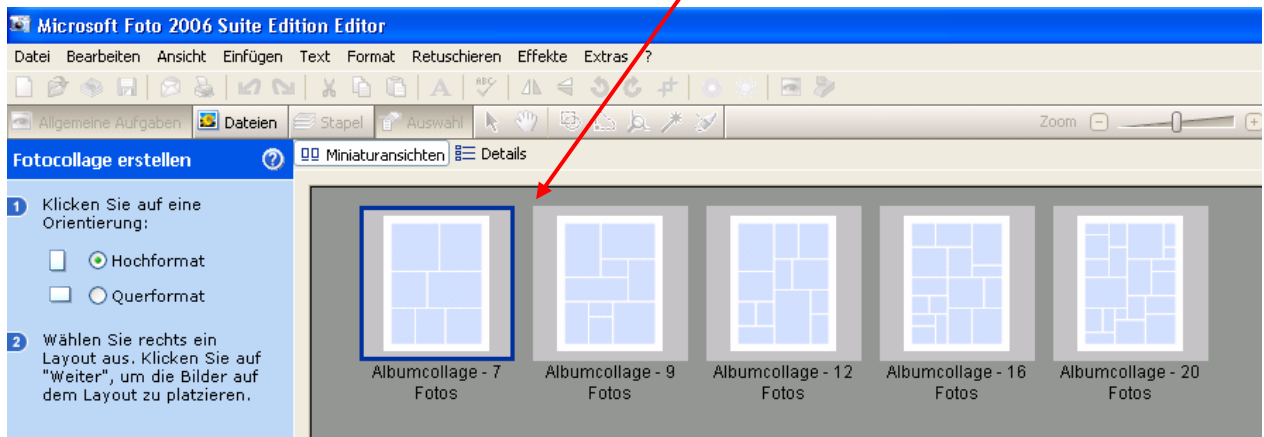 Microsoft Foto 2006 Suite Edition Editor
Datei Bearbeiten Ansicht Einfügen Text Format Retuschieren Effekte Extras ?
Allgemeine Aufgaben Dateien Stapel Auswahl Zoom
Fotocollage erstellen
Miniaturansichten Details
1 Klicken Sie auf eine
Orientierung:
Hochformat
Querformat
2 Wählen Sie rechts ein
Layout aus. Klicken Sie auf
"Weiter", um die Bilder auf
dem Layout zu platzieren.
Albumcollage - 7
Fotos
Albumcollage - 9
Fotos
Albumcollage - 12
Fotos
Albumcollage - 16
Fotos
Albumcollage - 20
Fotos